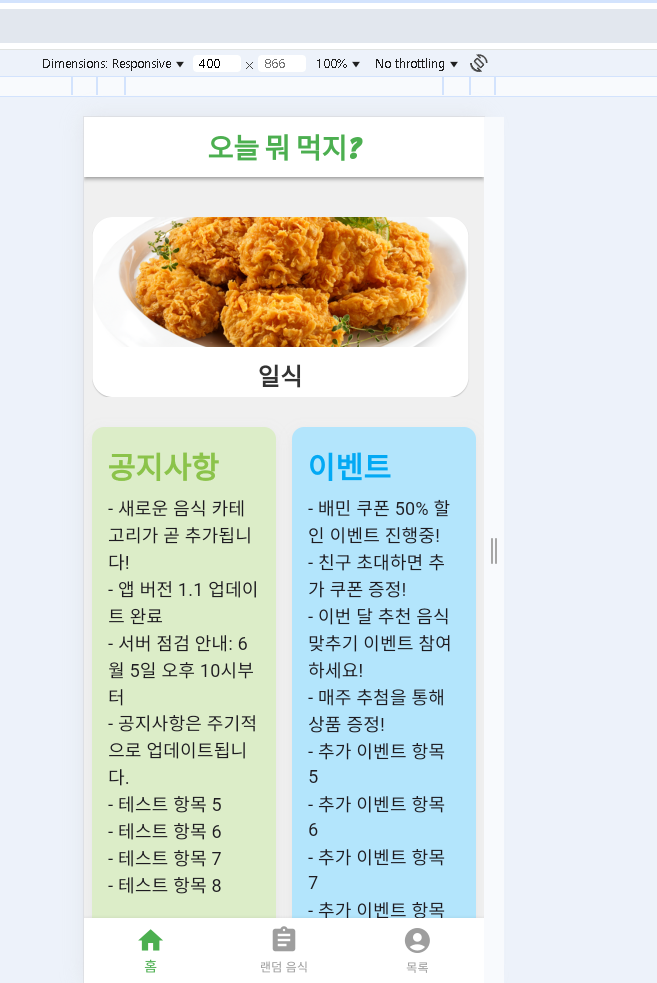 Dimensions: Responsive ▼ 400 × 866 100% ▼ No throttling ▼
오늘 뭐 먹지?
일식
공지사항
- 새로운 음식 카테
고리가 곧 추가됩니
다!
- 앱 버전 1.1 업데이
트 완료
- 서버 점검 안내: 6
월 5일 오후 10시부
터
- 공지사항은 주기적
으로 업데이트됩니
다.
- 테스트 항목 5
- 테스트 항목 6
- 테스트 항목 7
- 테스트 항목 8
이벤트
- 배민 쿠폰 50% 할
인 이벤트 진행중!
- 친구 초대하면 추
가 쿠폰 증정!
- 이번 달 추천 음식
맞추기 이벤트 참여
하세요!
- 매주 추첨을 통해
상품 증정!
- 추가 이벤트 항목
5
- 추가 이벤트 항목
6
- 추가 이벤트 항목
7
- 추가 이벤트 항목
홈 랜덤 음식 목록